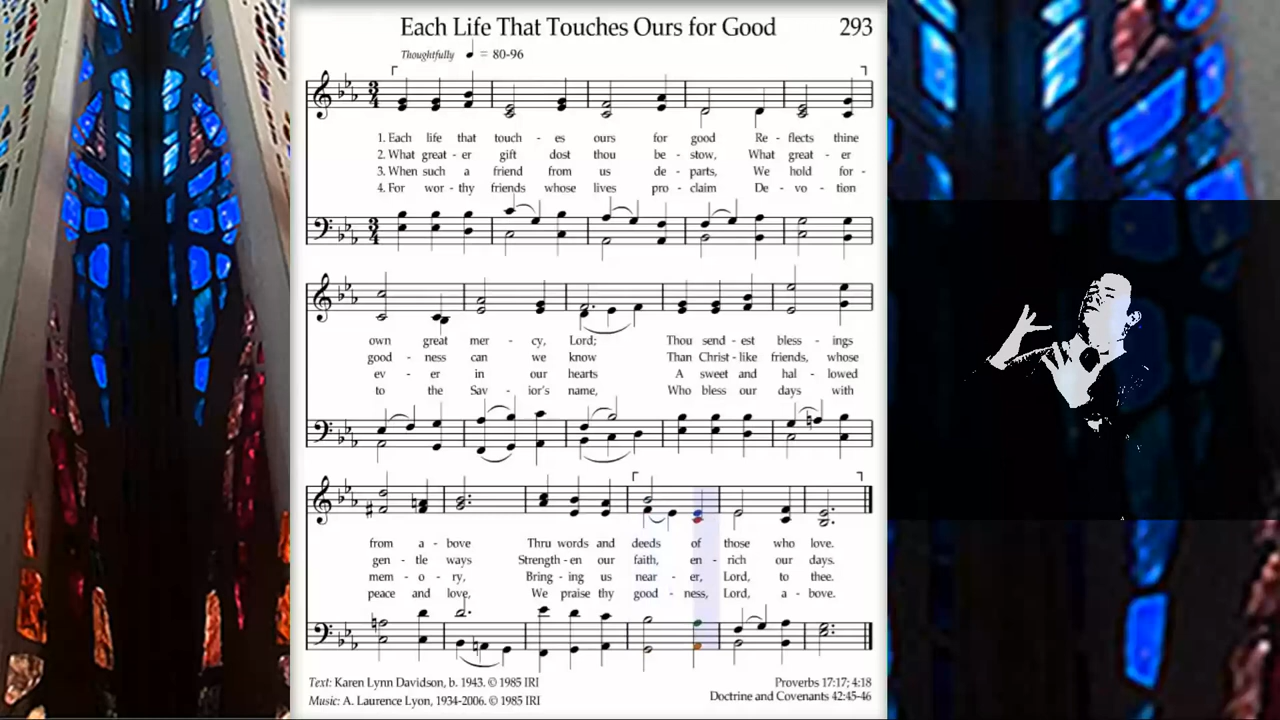 Each Life That Touches Ours for Good 293
Thoughtfully ♩ = 80-96
3
4
1. Each life that touch - es ours for good Re - flects thine
2. What great - er gift dost thou be - stow, What great - er
3. When such a friend from us de - parts, We hold for -
4. For wor - thy friends whose lives pro - claim De - vo - tion
3
4
own great mer - cy, Lord; Thou send - est bless - ings
good - ness can we know Than Christ - like friends, whose
ev - er in our hearts A sweet and hal - lowed
to the Sav - ior's name, Who bless our days with
from a - bove Thru words and deeds of those who love.
gen - tle ways Strength - en our faith, en - rich our days.
mem - o - ry, Bring - ing us near - er, Lord, to thee.
peace and love, We praise thy good - ness, Lord, a - bove.
Text: Karen Lynn Davidson, b. 1943. © 1985 IRI
Music: A. Laurence Lyon, 1934-2006. © 1985 IRI
Proverbs 17:17; 4:18
Doctrine and Covenants 42:45-46